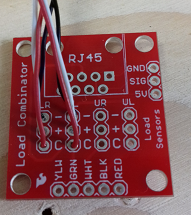 RJ45
GND
SIG
5V
Load Combinator
UR
UL
C
Load
Sensors
YLW
GRN
WHT
BLK
RED